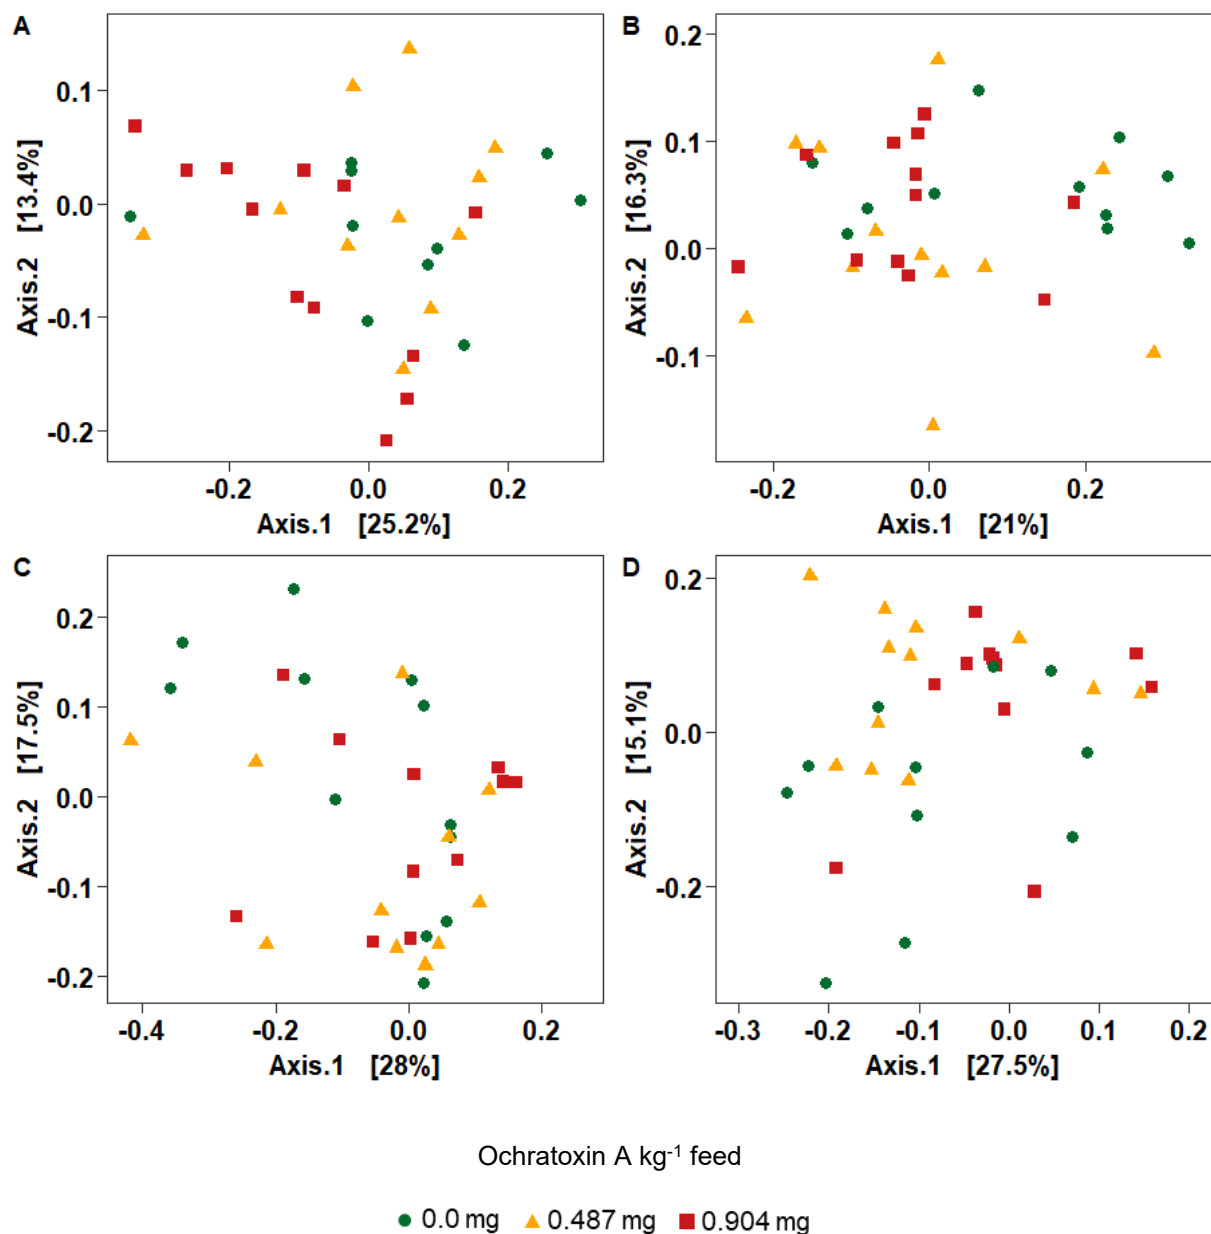 A
0.1
0.0
-0.1
-0.2
Axis.2 [13.4%]
-0.2 0.0 0.2
Axis.1 [25.2%]
B
0.2
0.1
0.0
-0.1
Axis.2 [16.3%]
-0.2 0.0 0.2
Axis.1 [21%]
C
0.2
0.1
0.0
-0.1
-0.2
Axis.2 [17.5%]
-0.4 -0.2 0.0 0.2
Axis.1 [28%]
D
0.2
0.0
-0.2
Axis.2 [15.1%]
-0.3 -0.2 -0.1 0.0 0.1 0.2
Axis.1 [27.5%]
Ochratoxin A kg⁻¹ feed
0.0 mg 0.487 mg 0.904 mg